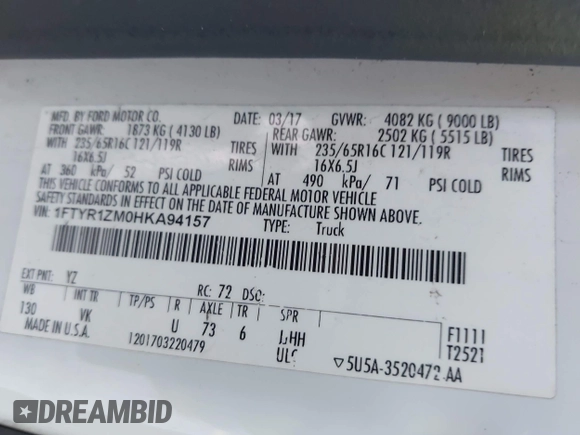 MFD. BY FORD MOTOR CO.
DATE: 03/17 GVWR: 4082 KG ( 9000 LB)
FRONT GAWR: 1873 KG ( 4130 LB)
REAR GAWR: 2502 KG ( 5515 LB)
WITH 235/65R16C 121/119R TIRES
WITH 235/65R16C 121/119R TIRES
16X6.5J RIMS
16X6.5J RIMS
AT 360 kPa/ 52 PSI COLD
AT 490 kPa/ 71 PSI COLD
THIS VEHICLE CONFORMS TO ALL APPLICABLE FEDERAL MOTOR VEHICLE
SAFETY STANDARDS IN EFFECT ON THE DATE OF MANUFACTURE SHOWN ABOVE.
VIN: 1FTYR1ZM0HKA94157
TYPE: Truck
EXT PNT: YZ RC: 72 DSO:
WB INT TR TP/PS R AXLE TR SPR
130 VK U 73 6
F1111
T2521
MADE IN U.S.A. 1201703220479
▽5U5A-3520472-AA
DREAMBID